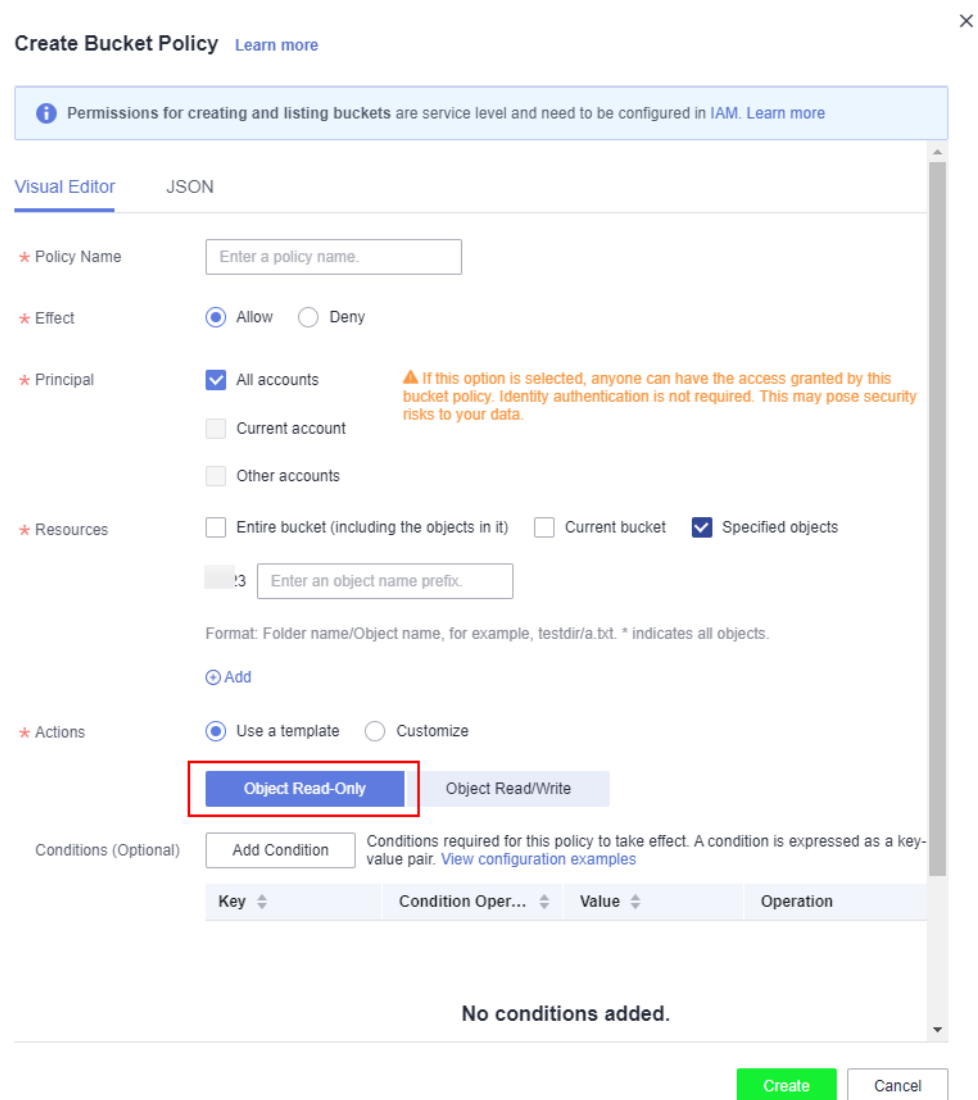 Create Bucket Policy Learn more
Permissions for creating and listing buckets are service level and need to be configured in IAM. Learn more
Visual Editor JSON
* Policy Name Enter a policy name.
* Effect Allow Deny
* Principal All accounts
If this option is selected, anyone can have the access granted by this
bucket policy. Identity authentication is not required. This may pose security
risks to your data.
Current account
Other accounts
* Resources Entire bucket (including the objects in it) Current bucket Specified objects
23 Enter an object name prefix.
Format: Folder name/Object name, for example, testdir/a.txt. * indicates all objects.
Add
* Actions Use a template Customize
Object Read-Only Object Read/Write
Conditions (Optional) Add Condition
Conditions required for this policy to take effect. A condition is expressed as a key-
value pair. View configuration examples
Key Condition Oper... Value Operation
No conditions added.
Create Cancel